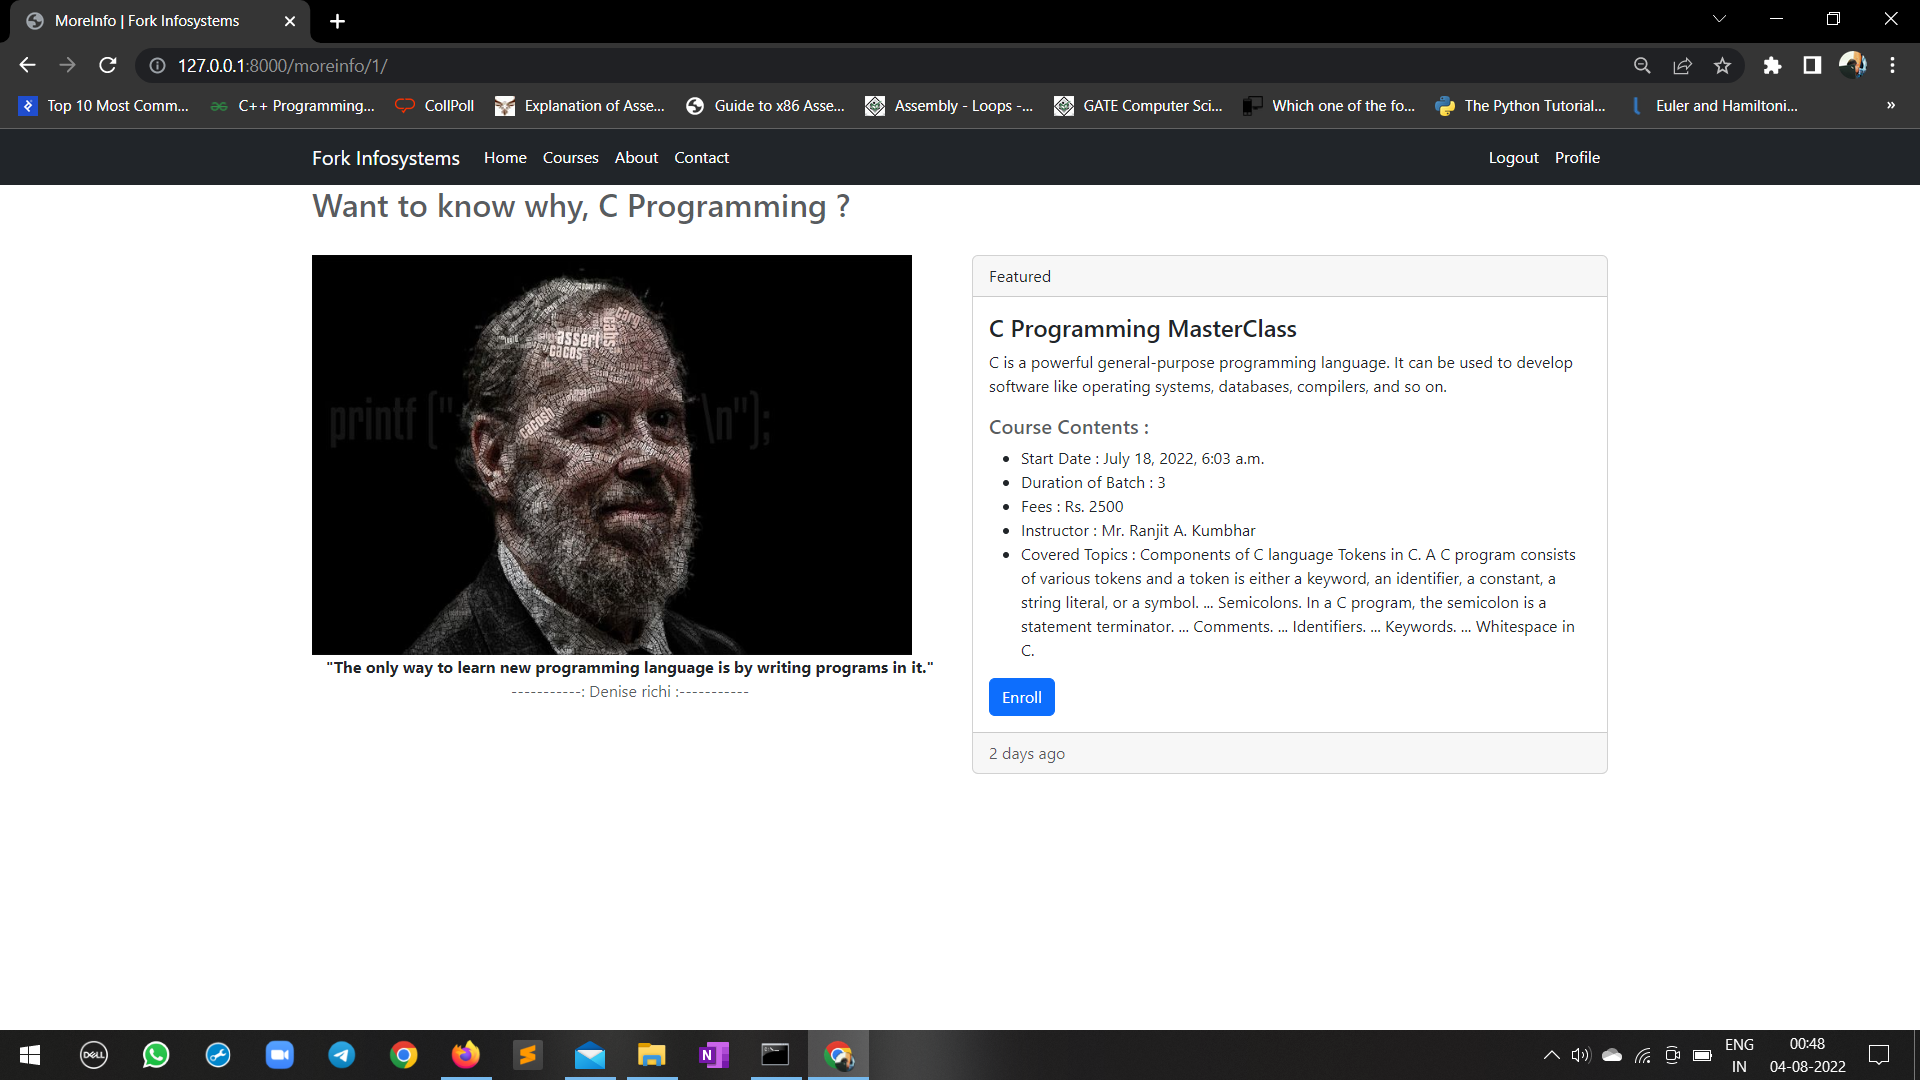 MoreInfo | Fork Infosystems
127.0.0.1:8000/moreinfo/1/
Top 10 Most Comm...
C++ Programming...
CollPoll
Explanation of Asse...
Guide to x86 Asse...
Assembly - Loops -...
GATE Computer Sci...
Which one of the fo...
The Python Tutorial...
Euler and Hamiltoni...
»
Fork Infosystems Home Courses About Contact Logout Profile
Want to know why, C Programming ?
assert
cacos
cacosh
printf ("
\n");
"The only way to learn new programming language is by writing programs in it."
-----------: Denise richi :-----------
Featured
C Programming MasterClass
C is a powerful general-purpose programming language. It can be used to develop
software like operating systems, databases, compilers, and so on.
Course Contents :
Start Date : July 18, 2022, 6:03 a.m.
Duration of Batch : 3
Fees : Rs. 2500
Instructor : Mr. Ranjit A. Kumbhar
Covered Topics : Components of C language Tokens in C. A C program consists
of various tokens and a token is either a keyword, an identifier, a constant, a
string literal, or a symbol. ... Semicolons. In a C program, the semicolon is a
statement terminator. ... Comments. ... Identifiers. ... Keywords. ... Whitespace in
C.
Enroll
2 days ago
DELL
N
ENG
IN
00:48
04-08-2022